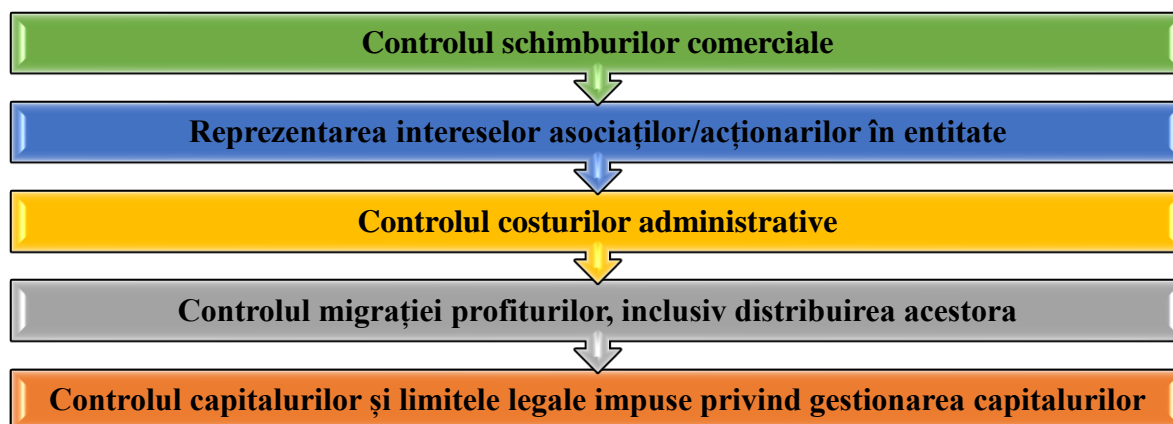 Controlul schimburilor comerciale
Reprezentarea intereselor asociaților/acționarilor în entitate
Controlul costurilor administrative
Controlul migrației profiturilor, inclusiv distribuirea acestora
Controlul capitalurilor și limitele legale impuse privind gestionarea capitalurilor